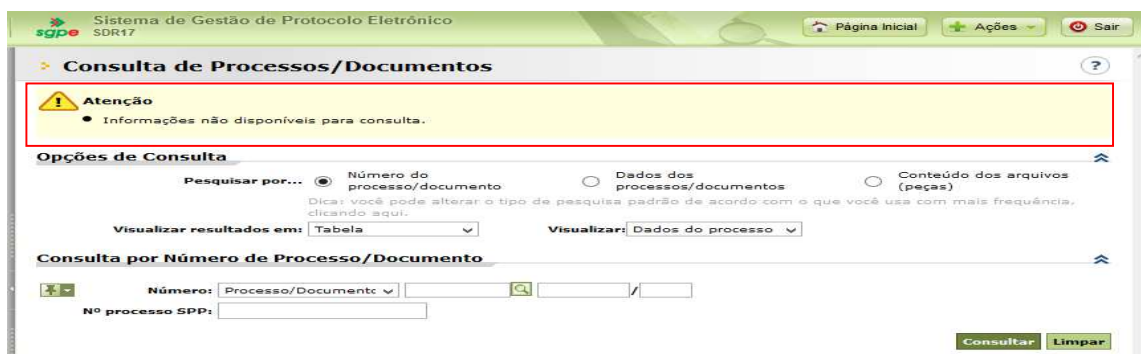 sgpe
Sistema de Gestão de Protocolo Eletrônico
SDR17
Página Inicial
Ações
Sair
Consulta de Processos/Documentos
?
Atenção
Informações não disponíveis para consulta.
Opções de Consulta
Pesquisar por...
Número do
processo/documento
Dados dos
processos/documentos
Conteúdo dos arquivos
(peças)
Dica: você pode alterar o tipo de pesquisa padrão de acordo com o que você usa com mais frequência,
clicando aqui.
Visualizar resultados em: Tabela
Visualizar: Dados do processo
Consulta por Número de Processo/Documento
Número: Processo/Documentc /
Nº processo SPP:
Consultar Limpar